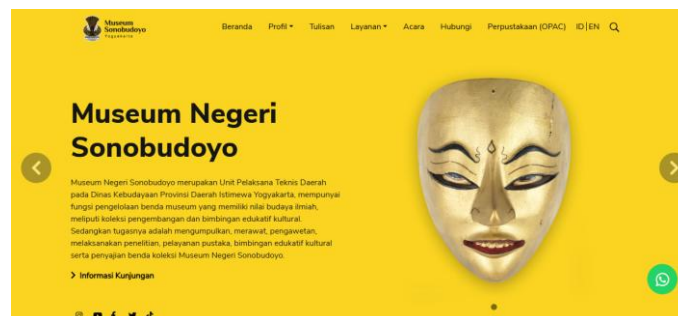 Museum
Sonobudoyo
Yogyakarta
Beranda Profil Tulisan Layanan Acara Hubungi Perpustakaan (OPAC) ID | EN
Museum Negeri
Sonobudoyo
Museum Negeri Sonobudoyo merupakan Unit Pelaksana Teknis Daerah
pada Dinas Kebudayaan Provinsi Daerah Istimewa Yogyakarta, mempunyai
fungsi pengelolaan benda museum yang memiliki nilai budaya ilmiah,
meliputi koleksi pengembangan dan bimbingan edukatif kultural.
Sedangkan tugasnya adalah mengumpulkan, merawat, pengawetan,
melaksanakan penelitian, pelayanan pustaka, bimbingan edukatif kultural
serta penyajian benda koleksi Museum Negeri Sonobudoyo.
Informasi Kunjungan